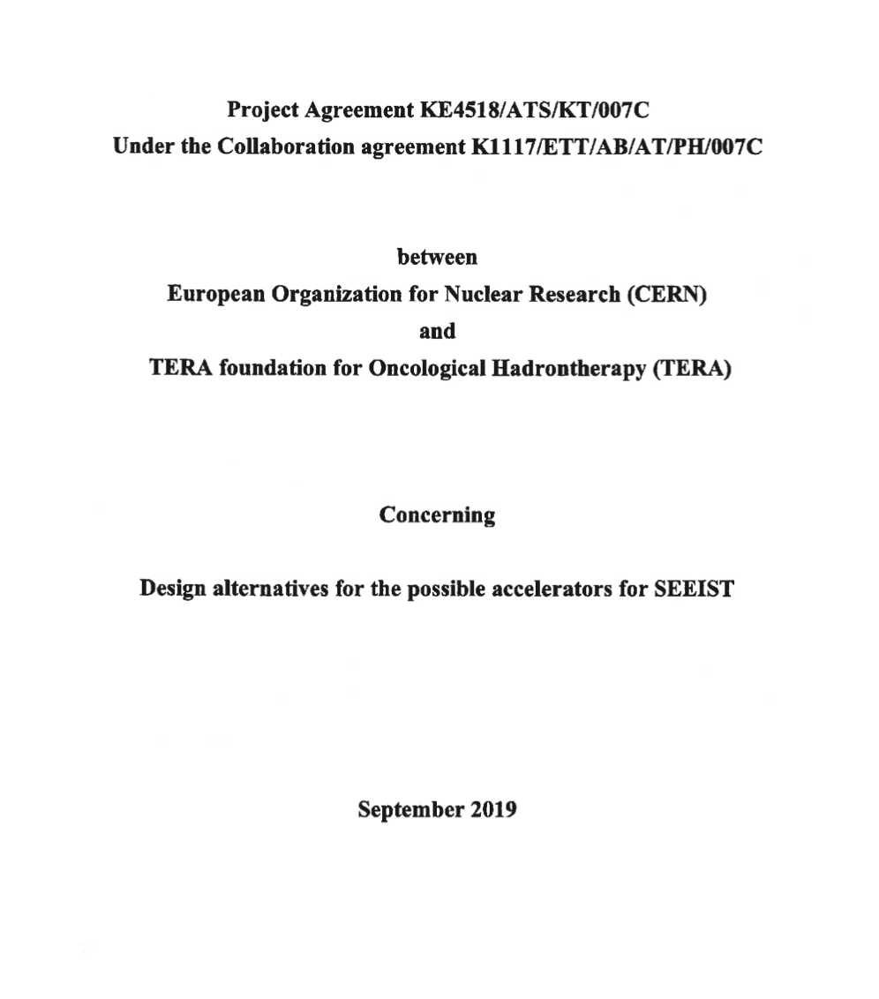 Project Agreement KE4518/ATS/KT/007C
Under the Collaboration agreement K1117/ETT/AB/AT/PH/007C
between
European Organization for Nuclear Research (CERN)
and
TERA foundation for Oncological Hadrontherapy (TERA)
Concerning
Design alternatives for the possible accelerators for SEEIST
September 2019